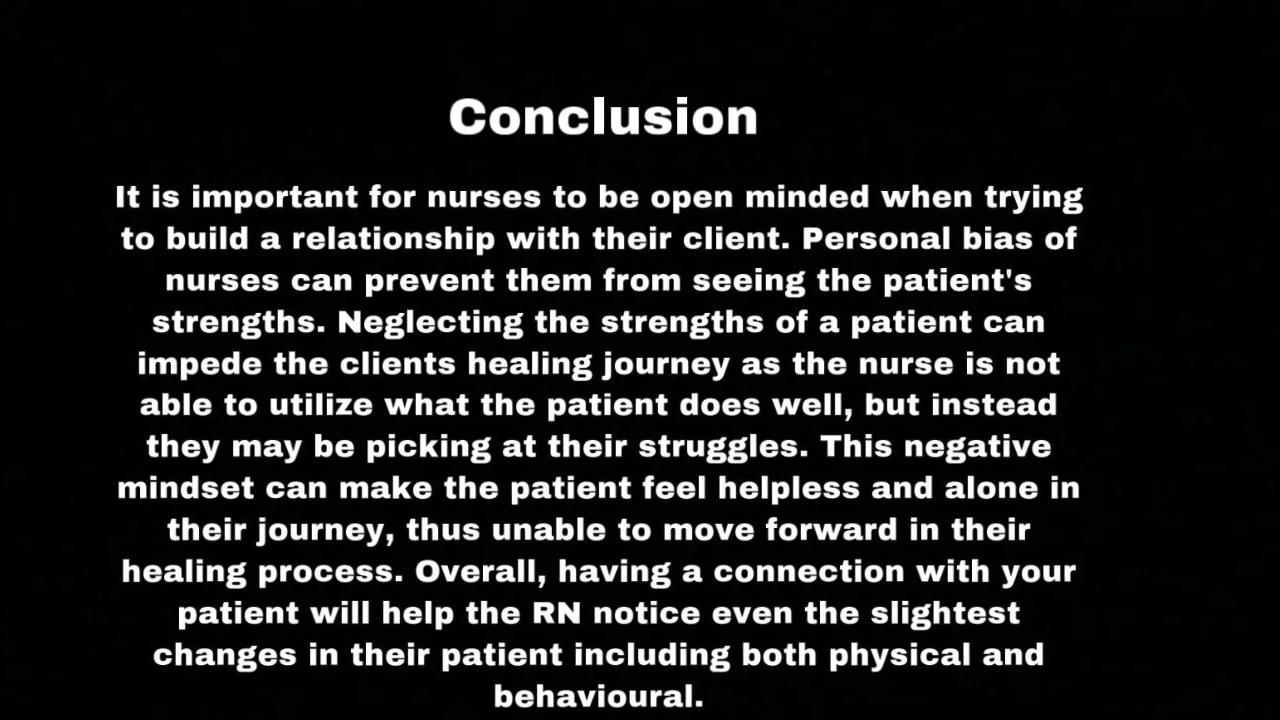 Conclusion
It is important for nurses to be open minded when trying
to build a relationship with their client. Personal bias of
nurses can prevent them from seeing the patient's
strengths. Neglecting the strengths of a patient can
impede the clients healing journey as the nurse is not
able to utilize what the patient does well, but instead
they may be picking at their struggles. This negative
mindset can make the patient feel helpless and alone in
their journey, thus unable to move forward in their
healing process. Overall, having a connection with your
patient will help the RN notice even the slightest
changes in their patient including both physical and
behavioural.